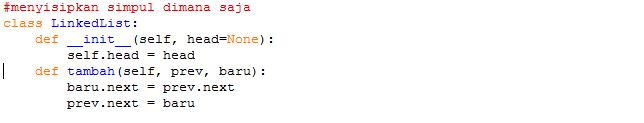 #menyisipkan simpul dimana saja
class LinkedList:
    def __init__(self, head=None):
        self.head = head
    def tambah(self, prev, baru):
        baru.next = prev.next
        prev.next = baru